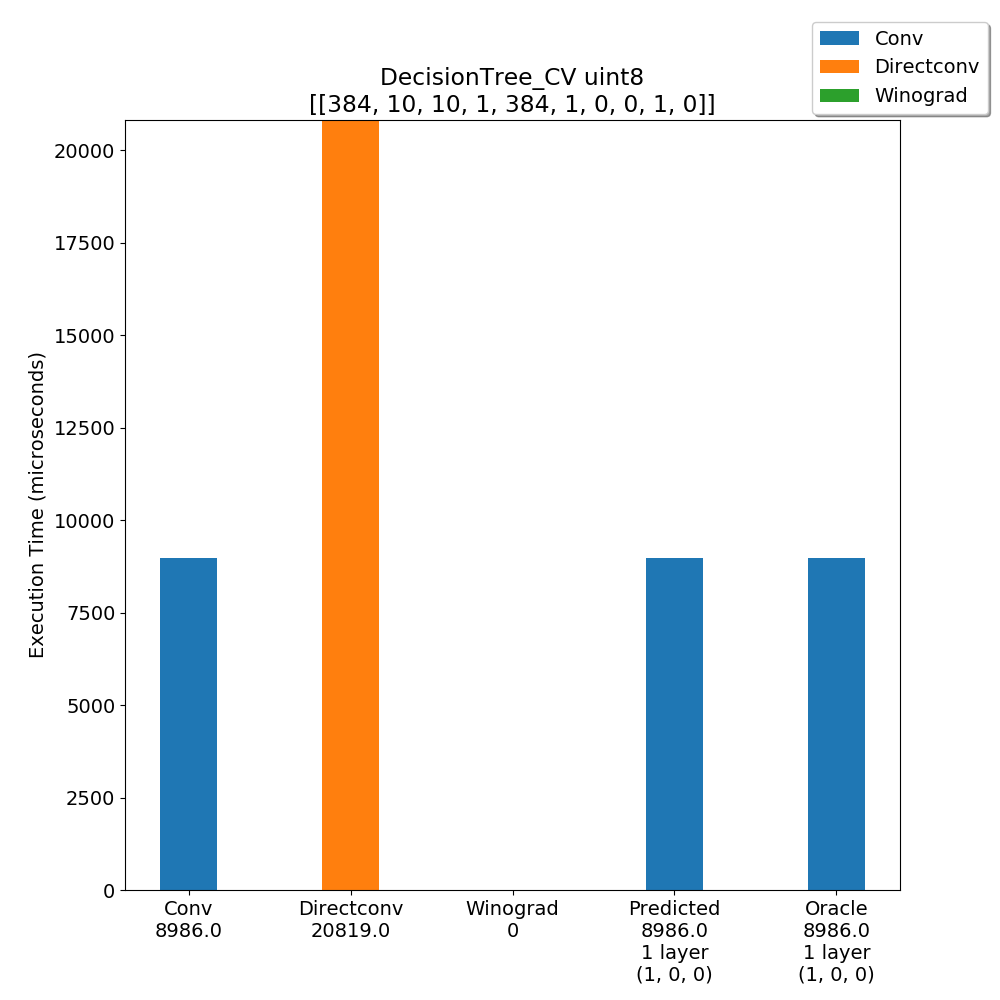 Conv
Directconv
Winograd
DecisionTree_CV uint8
[[384, 10, 10, 1, 384, 1, 0, 0, 1, 0]]
Execution Time (microseconds)
20000
17500
15000
12500
10000
7500
5000
2500
0
Conv
8986.0
Directconv
20819.0
Winograd
0
Predicted
8986.0
1 layer
(1, 0, 0)
Oracle
8986.0
1 layer
(1, 0, 0)